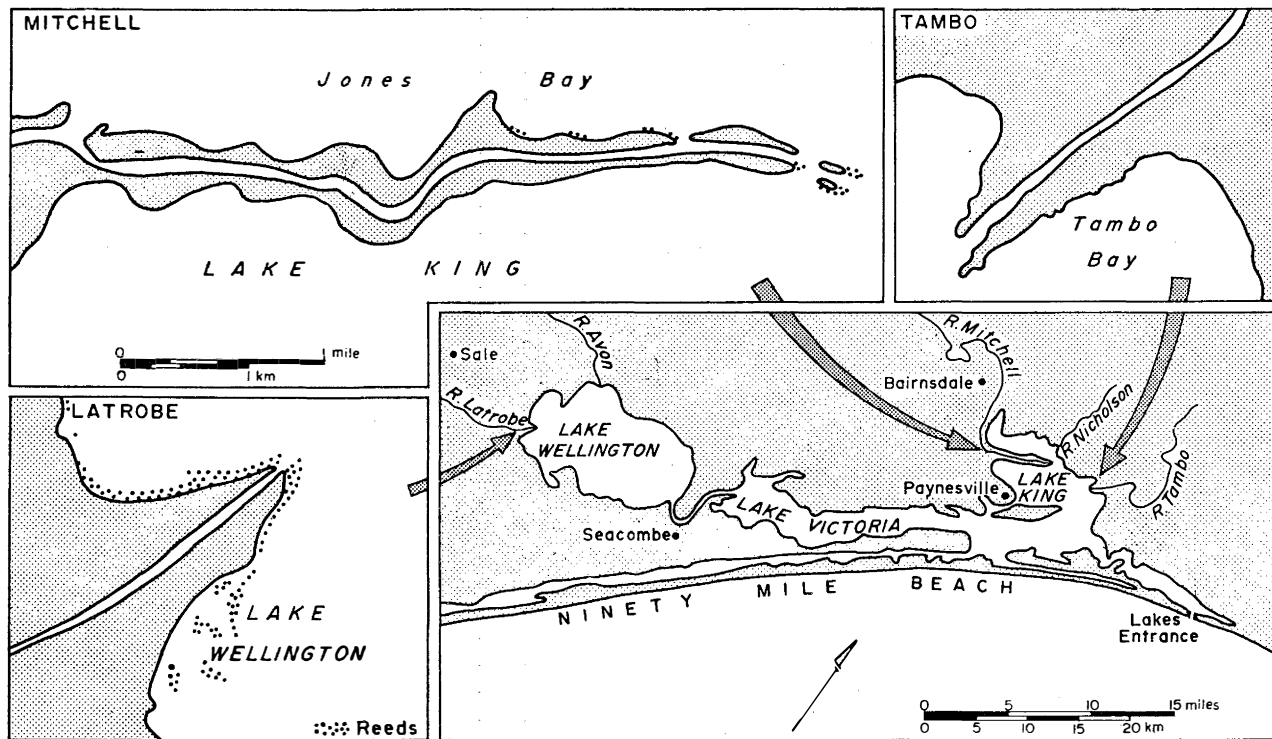 MITCHELL
Jones Bay
LAKE KING
0 1 mile
0 1 km
TAMBO
Tambo
Bay
LATROBE
LAKE
WELLINGTON
Reeds
R. Avon
Sale
R. Latrobe
LAKE
WELLINGTON
Seacombe
R. Mitchell
Bairnsdale
R. Nicholson
LAKE
KING
Paynesville
R. Tambo
LAKE VICTORIA
NINETY MILE BEACH
Lakes
Entrance
0 5 10 15 miles
0 5 10 15 20 km